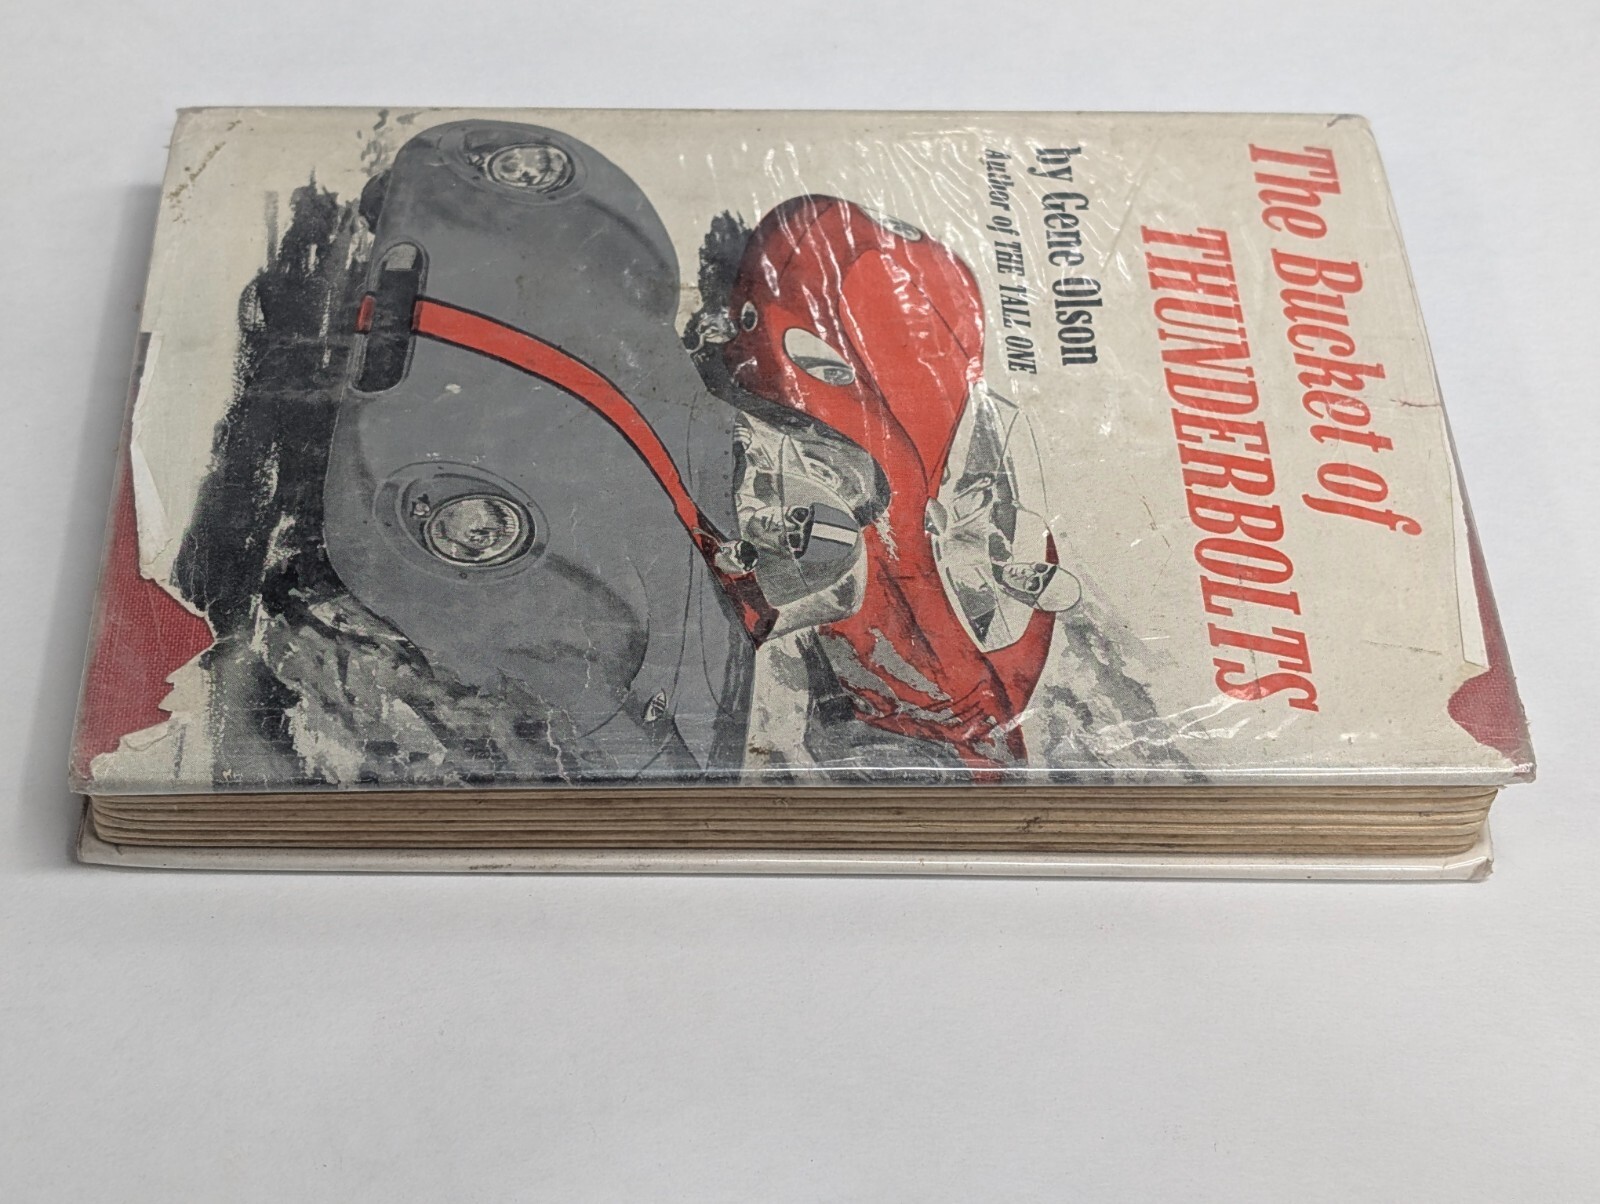 The Bucket of
THUNDERBOLTS
by Gene Olson
Author of THE TALL ONE